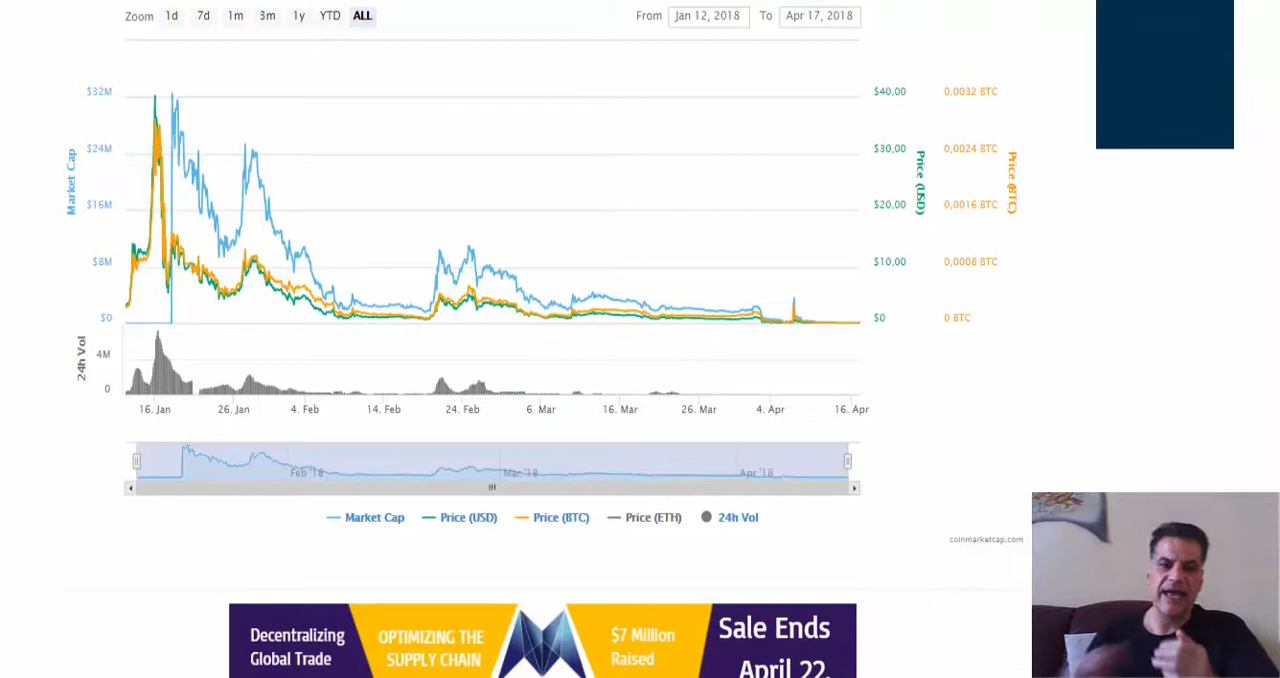 Zoom 1d 7d 1m 3m 1y YTD ALL From Jan 12, 2018 To Apr 17, 2018
$32M $40,00 0,0032 BTC
$24M $30,00 0,0024 BTC
Market Cap
Price (USD)
Price (BTC)
$16M $20,00 0,0016 BTC
$8M $10,00 0,0008 BTC
$0 $0 0 BTC
24h Vol
4M
0
16. Jan 26. Jan 4. Feb 14. Feb 24. Feb 6. Mar 16. Mar 26. Mar 4. Apr 16. Apr
Feb '18 Mar '18 Apr '18
Market Cap Price (USD) Price (BTC) Price (ETH) 24h Vol
coinmarketcap.com
Decentralizing
Global Trade
OPTIMIZING THE
SUPPLY CHAIN
$7 Million
Raised
Sale Ends
April 22.